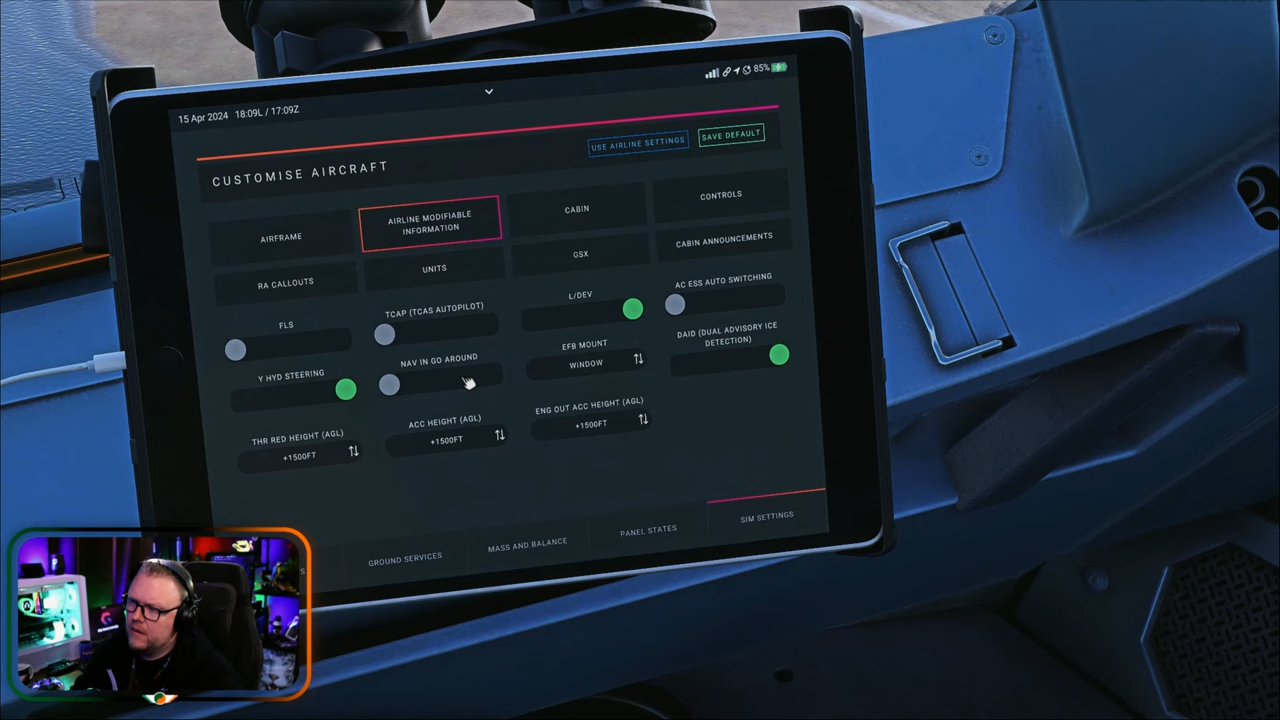 15 Apr 2024 18:09L / 17:09Z
85%
CUSTOMISE AIRCRAFT
USE AIRLINE SETTINGS
SAVE DEFAULT
AIRFRAME
AIRLINE MODIFIABLE
INFORMATION
CABIN
CONTROLS
RA CALLOUTS
UNITS
GSX
CABIN ANNOUNCEMENTS
FLS
TCAP (TCAS AUTOPILOT)
L/DEV
AC ESS AUTO SWITCHING
Y HYD STEERING
NAV IN GO AROUND
EFB MOUNT
WINDOW
DAID (DUAL ADVISORY ICE
DETECTION)
THR RED HEIGHT (AGL)
+1500FT
ACC HEIGHT (AGL)
+1500FT
ENG OUT ACC HEIGHT (AGL)
+1500FT
S
GROUND SERVICES
MASS AND BALANCE
PANEL STATES
SIM SETTINGS